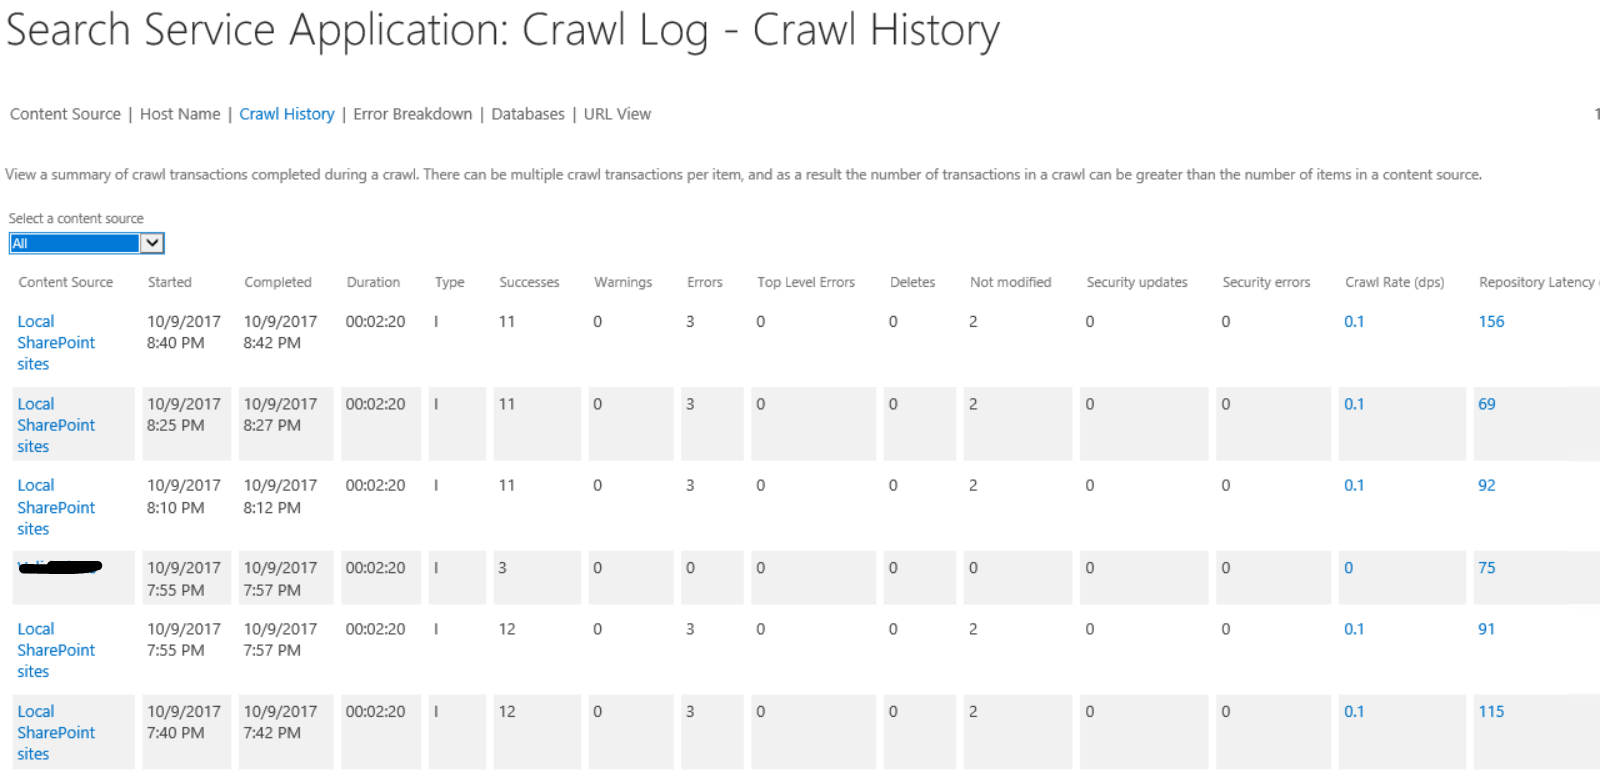 Search Service Application: Crawl Log - Crawl History
Content Source | Host Name | Crawl History | Error Breakdown | Databases | URL View
1
View a summary of crawl transactions completed during a crawl. There can be multiple crawl transactions per item, and as a result the number of transactions in a crawl can be greater than the number of items in a content source.
Select a content source
All
Content Source Started Completed Duration Type Successes Warnings Errors Top Level Errors Deletes Not modified Security updates Security errors Crawl Rate (dps) Repository Latency (
Local 10/9/2017 10/9/2017 00:02:20 I 11 0 3 0 0 2 0 0 0.1 156
SharePoint 8:40 PM 8:42 PM
sites
Local 10/9/2017 10/9/2017 00:02:20 I 11 0 3 0 0 2 0 0 0.1 69
SharePoint 8:25 PM 8:27 PM
sites
Local 10/9/2017 10/9/2017 00:02:20 I 11 0 3 0 0 2 0 0 0.1 92
SharePoint 8:10 PM 8:12 PM
sites
10/9/2017 10/9/2017 00:02:20 I 3 0 0 0 0 0 0 0 0 75
7:55 PM 7:57 PM
Local 10/9/2017 10/9/2017 00:02:20 I 12 0 3 0 0 2 0 0 0.1 91
SharePoint 7:55 PM 7:57 PM
sites
Local 10/9/2017 10/9/2017 00:02:20 I 12 0 3 0 0 2 0 0 0.1 115
SharePoint 7:40 PM 7:42 PM
sites